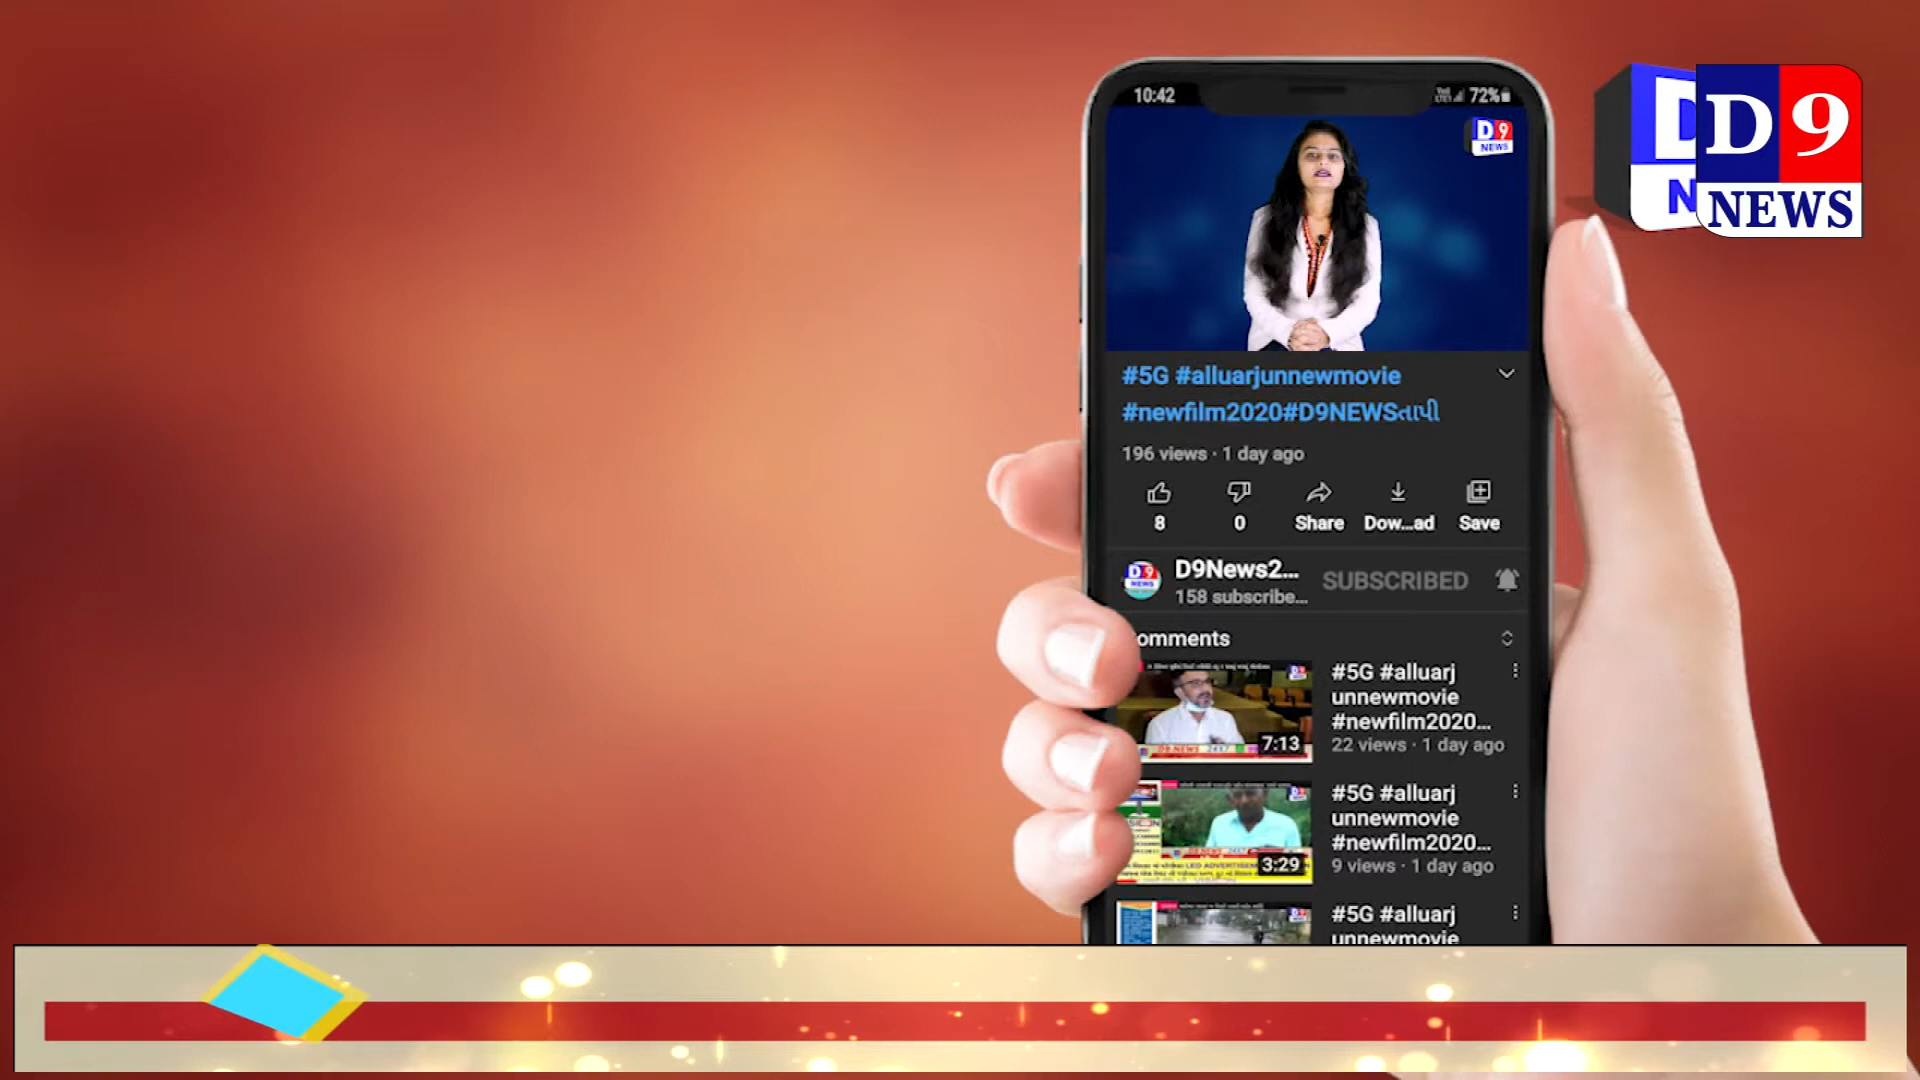 10:42
72%
D 9
NEWS
D 9
NEWS
#5G #alluarjunnewmovie
#newfilm2020#D9NEWSતાપી
196 views · 1 day ago
8
0
Share
Dow...ad
Save
D9News2...
158 subscribe...
SUBSCRIBED
omments
#5G #alluarj
unnewmovie
#newfilm2020...
22 views · 1 day ago
7:13
#5G #alluarj
unnewmovie
#newfilm2020...
9 views · 1 day ago
3:29
#5G #alluarj
unnewmovie